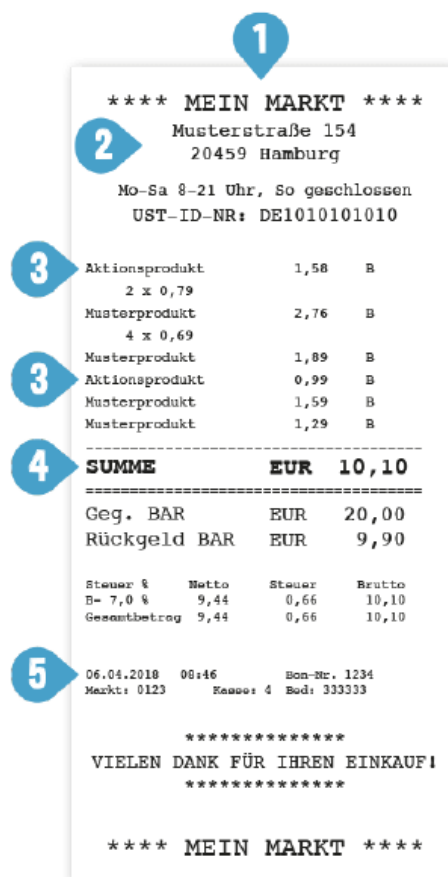 1
**** MEIN MARKT ****
2
Musterstraße 154
20459 Hamburg
Mo-Sa 8-21 Uhr, So geschlossen
UST-ID-NR: DE1010101010
3
Aktionsprodukt 1,58 B
2 x 0,79
Musterprodukt 2,76 B
4 x 0,69
Musterprodukt 1,89 B
3
Aktionsprodukt 0,99 B
Musterprodukt 1,59 B
Musterprodukt 1,29 B
4
SUMME EUR 10,10
Geg. BAR EUR 20,00
Rückgeld BAR EUR 9,90
Steuer % Netto Steuer Brutto
B= 7,0 % 9,44 0,66 10,10
Gesamtbetrag 9,44 0,66 10,10
5
06.04.2018 08:46 Bon-Nr. 1234
Markt: 0123 Kasse: 4 Bed: 333333
**************
VIELEN DANK FÜR IHREN EINKAUF!
**************
**** MEIN MARKT ****